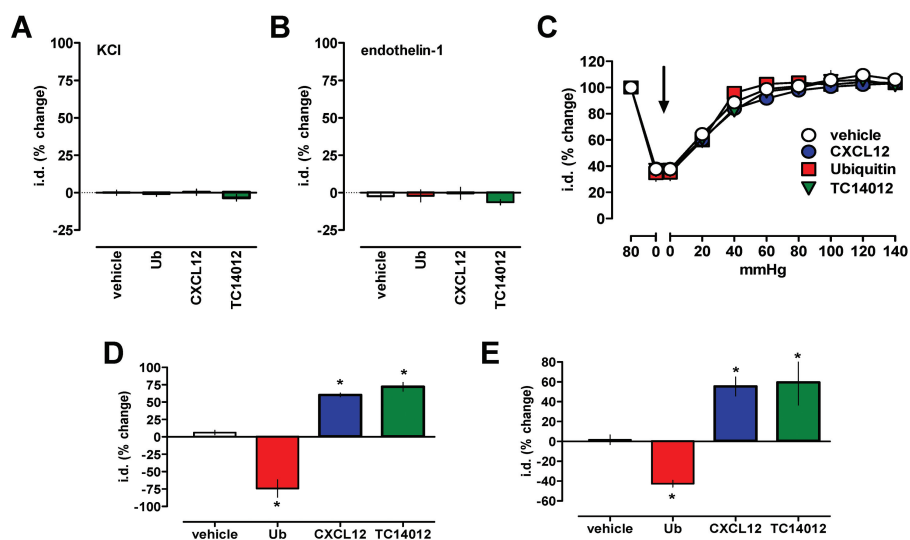 A
KCl
i.d. (% change)
100
75
50
25
0
-25
vehicle
Ub
CXCL12
TC14012
B
endothelin-1
i.d. (% change)
100
75
50
25
0
-25
vehicle
Ub
CXCL12
TC14012
C
i.d. (% change)
120
100
80
60
40
20
0
vehicle
CXCL12
Ubiquitin
TC14012
80 0 0 20 40 60 80 100 120 140
mmHg
D
i.d. (% change)
100
75
50
25
0
-25
-50
-75
-100
* * *
vehicle Ub CXCL12 TC14012
E
i.d. (% change)
80
60
40
20
0
-20
-40
-60
* * *
vehicle Ub CXCL12 TC14012